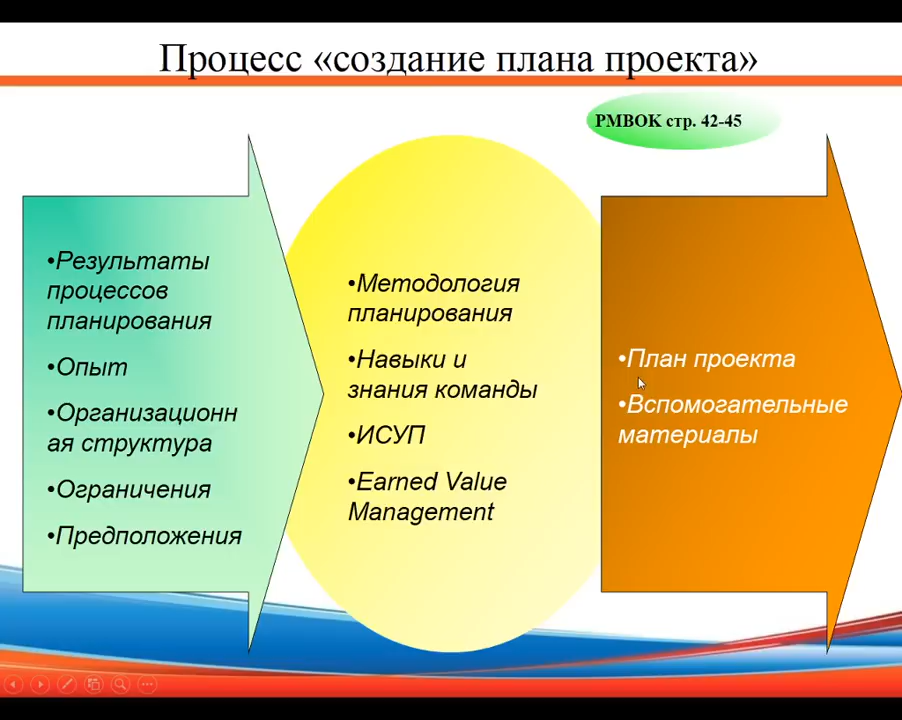 Процесс «создание плана проекта»
PMBOK стр. 42-45
•Результаты
процессов
планирования
•Опыт
•Организационн
ая структура
•Ограничения
•Предположения
•Методология
планирования
•Навыки и
знания команды
•ИСУП
•Earned Value
Management
•План проекта
•Вспомогательные
материалы